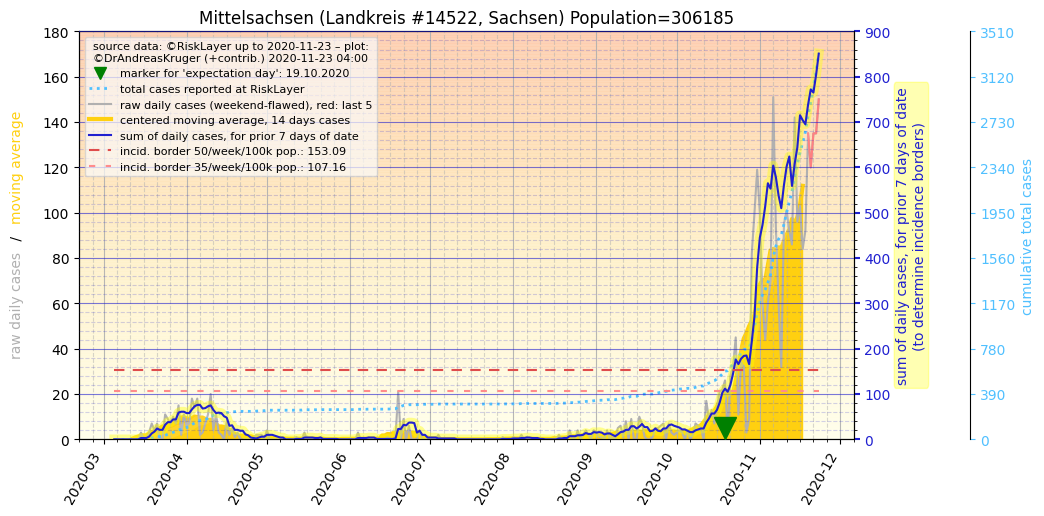 Mittelsachsen (Landkreis #14522, Sachsen) Population=306185
source data: ©RiskLayer up to 2020-11-23 – plot:
©DrAndreasKruger (+contrib.) 2020-11-23 04:00
marker for 'expectation day': 19.10.2020
total cases reported at RiskLayer
raw daily cases (weekend-flawed), red: last 5
centered moving average, 14 days cases
sum of daily cases, for prior 7 days of date
incid. border 50/week/100k pop.: 153.09
incid. border 35/week/100k pop.: 107.16
raw daily cases / moving average
180
160
140
120
100
80
60
40
20
0
2020-03
2020-04
2020-05
2020-06
2020-07
2020-08
2020-09
2020-10
2020-11
2020-12
900
800
700
600
500
400
300
200
100
0
sum of daily cases, for prior 7 days of date
(to determine incidence borders)
3510
3120
2730
2340
1950
1560
1170
780
390
0
cumulative total cases